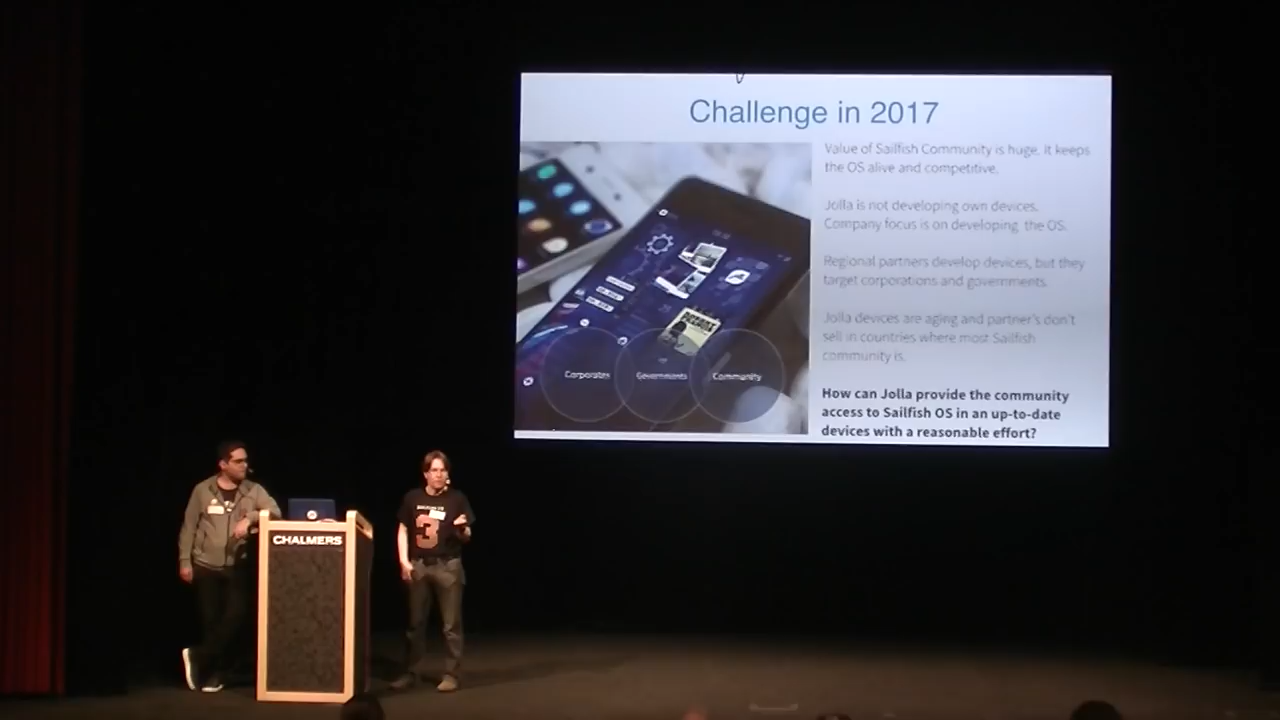 Challenge in 2017
Value of Sailfish Community is huge. It keeps
the OS alive and competitive.
Jolla is not developing own devices.
Company focus is on developing the OS.
Regional partners develop devices, but they
target corporations and governments.
Jolla devices are aging and partner's don't
sell in countries where most Sailfish
community is.
How can Jolla provide the community
access to Sailfish OS in an up-to-date
devices with a reasonable effort?
Corporates
Governments
Community
CHALMERS
3